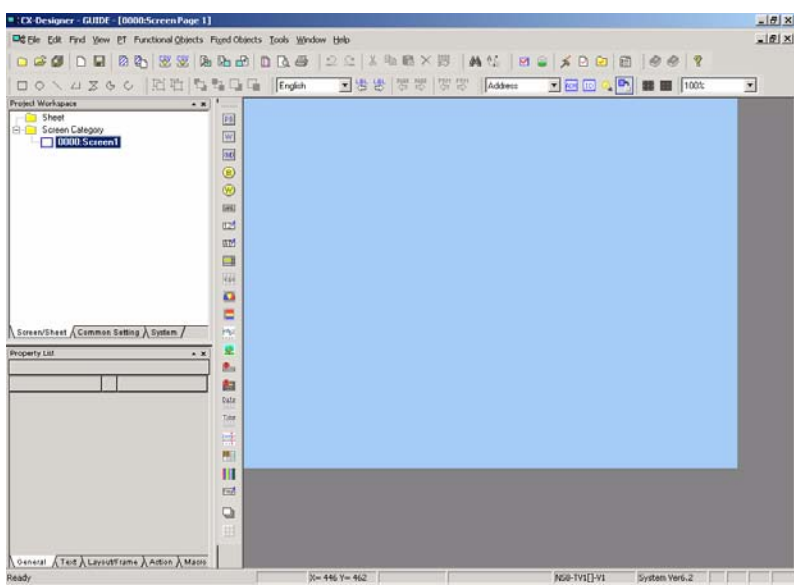 CX-Designer - GUIDE - [0000:Screen Page 1]
File Edit Find View PT Functional Objects Fixed Objects Tools Window Help
English Address 100%
Project Workspace
Sheet
Screen Category
0000:Screen1
Screen/Sheet Common Setting System
Property List
Date
Time
General Text Layout/Frame Action Macro
Ready X= 446 Y= 462 NS8-TV1[]-V1 System Ver6.2